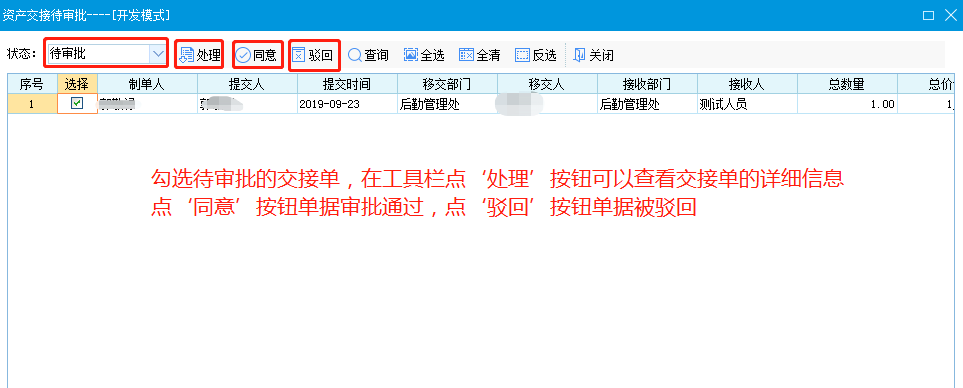 资产交接待审批----[开发模式]
状态： 待审批 处理 同意 驳回 查询 全选 全清 反选 关闭
序号 选择 制单人 提交人 提交时间 移交部门 移交人 接收部门 接收人 总数量 总价
1 2019-09-23 后勤管理处 后勤管理处 测试人员 1.00 1
勾选待审批的交接单，在工具栏点‘处理’按钮可以查看交接单的详细信息
点‘同意’按钮单据审批通过，点‘驳回’按钮单据被驳回